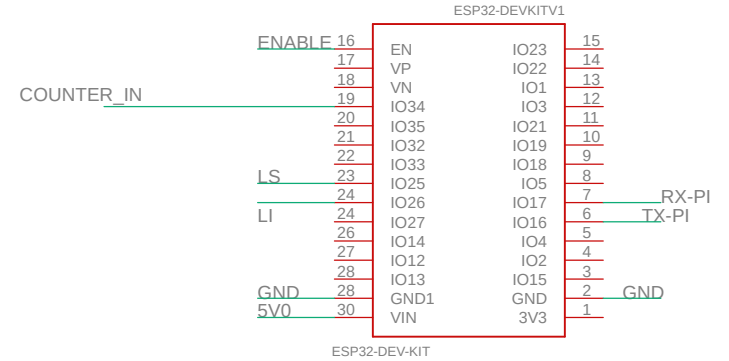 ESP32-DEVKITV1
ENABLE 16 EN IO23 15
17 VP IO22 14
18 VN IO1 13
COUNTER_IN 19 IO34 IO3 12
20 IO35 IO21 11
21 IO32 IO19 10
22 IO33 IO18 9
LS 23 IO25 IO5 8
24 IO26 IO17 7 RX-PI
LI 24 IO27 IO16 6 TX-PI
26 IO14 IO4 5
27 IO12 IO2 4
28 IO13 IO15 3
GND 28 GND1 GND 2 GND
5V0 30 VIN 3V3 1
ESP32-DEV-KIT